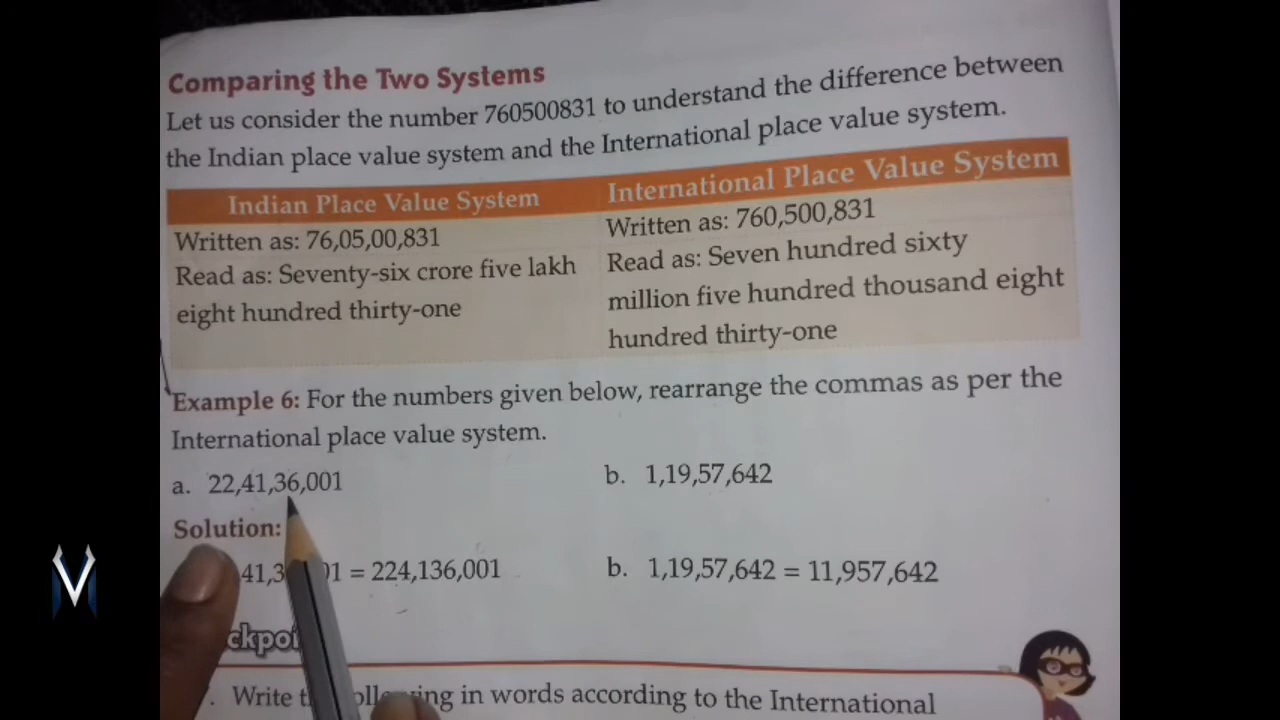 Comparing the Two Systems
Let us consider the number 760500831 to understand the difference between
the Indian place value system and the International place value system.
Indian Place Value System
Written as: 76,05,00,831
Read as: Seventy-six crore five lakh
eight hundred thirty-one
International Place Value System
Written as: 760,500,831
Read as: Seven hundred sixty
million five hundred thousand eight
hundred thirty-one
Example 6: For the numbers given below, rearrange the commas as per the
International place value system.
a. 22,41,36,001
b. 1,19,57,642
Solution:
= 224,136,001
b. 1,19,57,642 = 11,957,642
Write in words according to the International